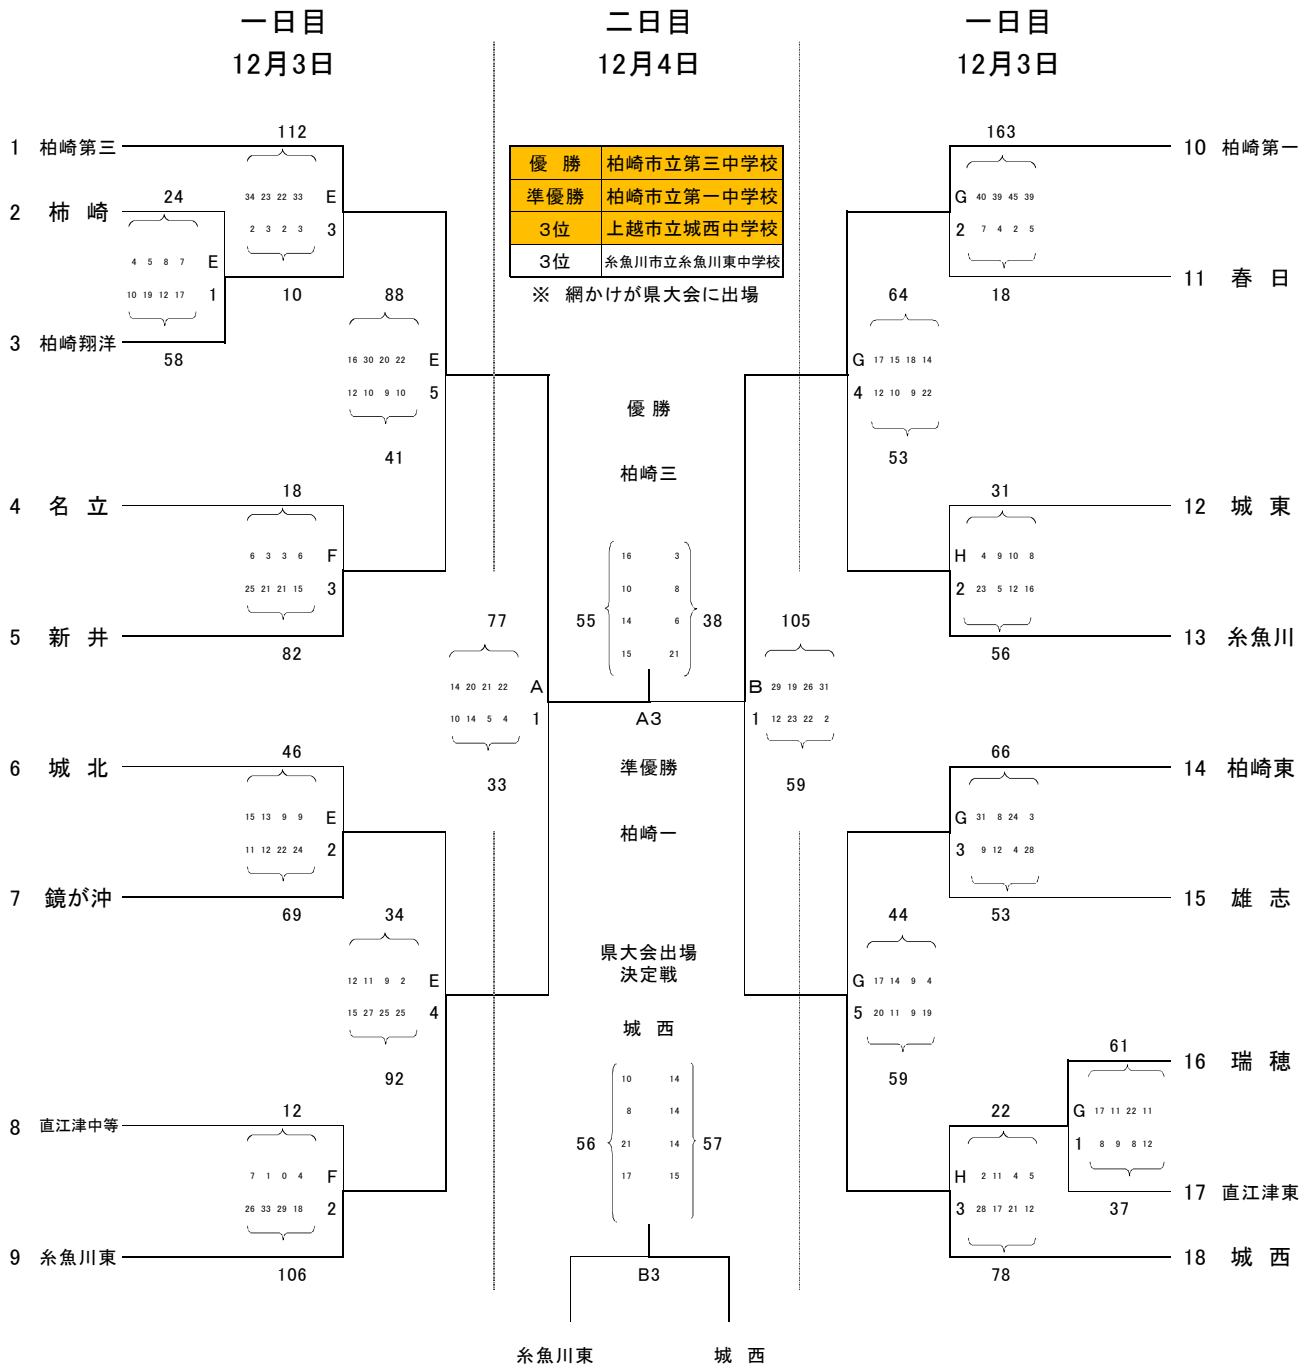 一日目 二日目 一日目
12月3日 12月4日 12月3日
優 勝 柏崎市立第三中学校
準優勝 柏崎市立第一中学校
3位 上越市立城西中学校
3位 糸魚川市立糸魚川東中学校
※ 網かけが県大会に出場
1 柏崎第三
112
34 23 22 33 E
2 3 2 3 3
10
2 柿 崎
24
4 5 8 7 E
10 19 12 17 1
58
3 柏崎翔洋
88
16 30 20 22 E
12 10 9 10 5
41
4 名 立
18
6 3 3 6 F
25 21 21 15 3
82
5 新 井
77
14 20 21 22 A
10 14 5 4 1
33
6 城 北
46
15 13 9 9 E
11 12 22 24 2
69
7 鏡が沖
34
12 11 9 2 E
15 27 25 25 4
92
8 直江津中等
12
7 1 0 4 F
26 33 29 18 2
106
9 糸魚川東
優 勝
柏崎三
16 3
10 8
55 38
14 6
15 21
A3
準優勝
柏崎一
県大会出場
決定戦
城 西
10 14
8 14
56 57
21 14
17 15
B3
糸魚川東 城 西
163
10 柏崎第一
G 40 39 45 39
2 7 4 2 5
18
11 春 日
64
G 17 15 18 14
4 12 10 9 22
53
31
12 城 東
H 4 9 10 8
2 23 5 12 16
56
13 糸魚川
105
B 29 19 26 31
1 12 23 22 2
59
66
14 柏崎東
G 31 8 24 3
3 9 12 4 28
53
15 雄 志
44
G 17 14 9 4
5 20 11 9 19
59
61
16 瑞 穂
G 17 11 22 11
1 8 9 8 12
37
17 直江津東
22
H 2 11 4 5
3 28 17 21 12
78
18 城 西